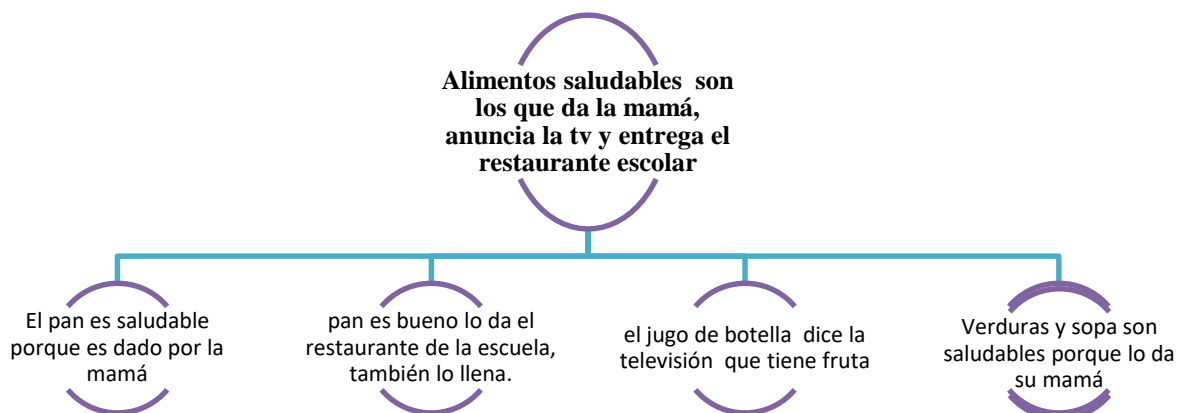 Alimentos saludables  son
los que da la mamá,
anuncia la tv y entrega el
restaurante escolar
El pan es saludable
porque es dado por la
mamá
pan es bueno lo da el
restaurante de la escuela,
también lo llena.
el jugo de botella  dice la
televisión  que tiene fruta
Verduras y sopa son
saludables porque lo da
su mamá